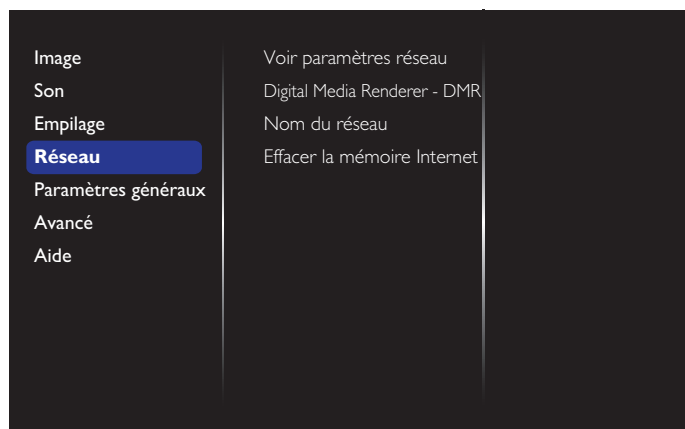 Image
Son
Empilage
Réseau
Paramètres généraux
Avancé
Aide
Voir paramètres réseau
Digital Media Renderer - DMR
Nom du réseau
Effacer la mémoire Internet